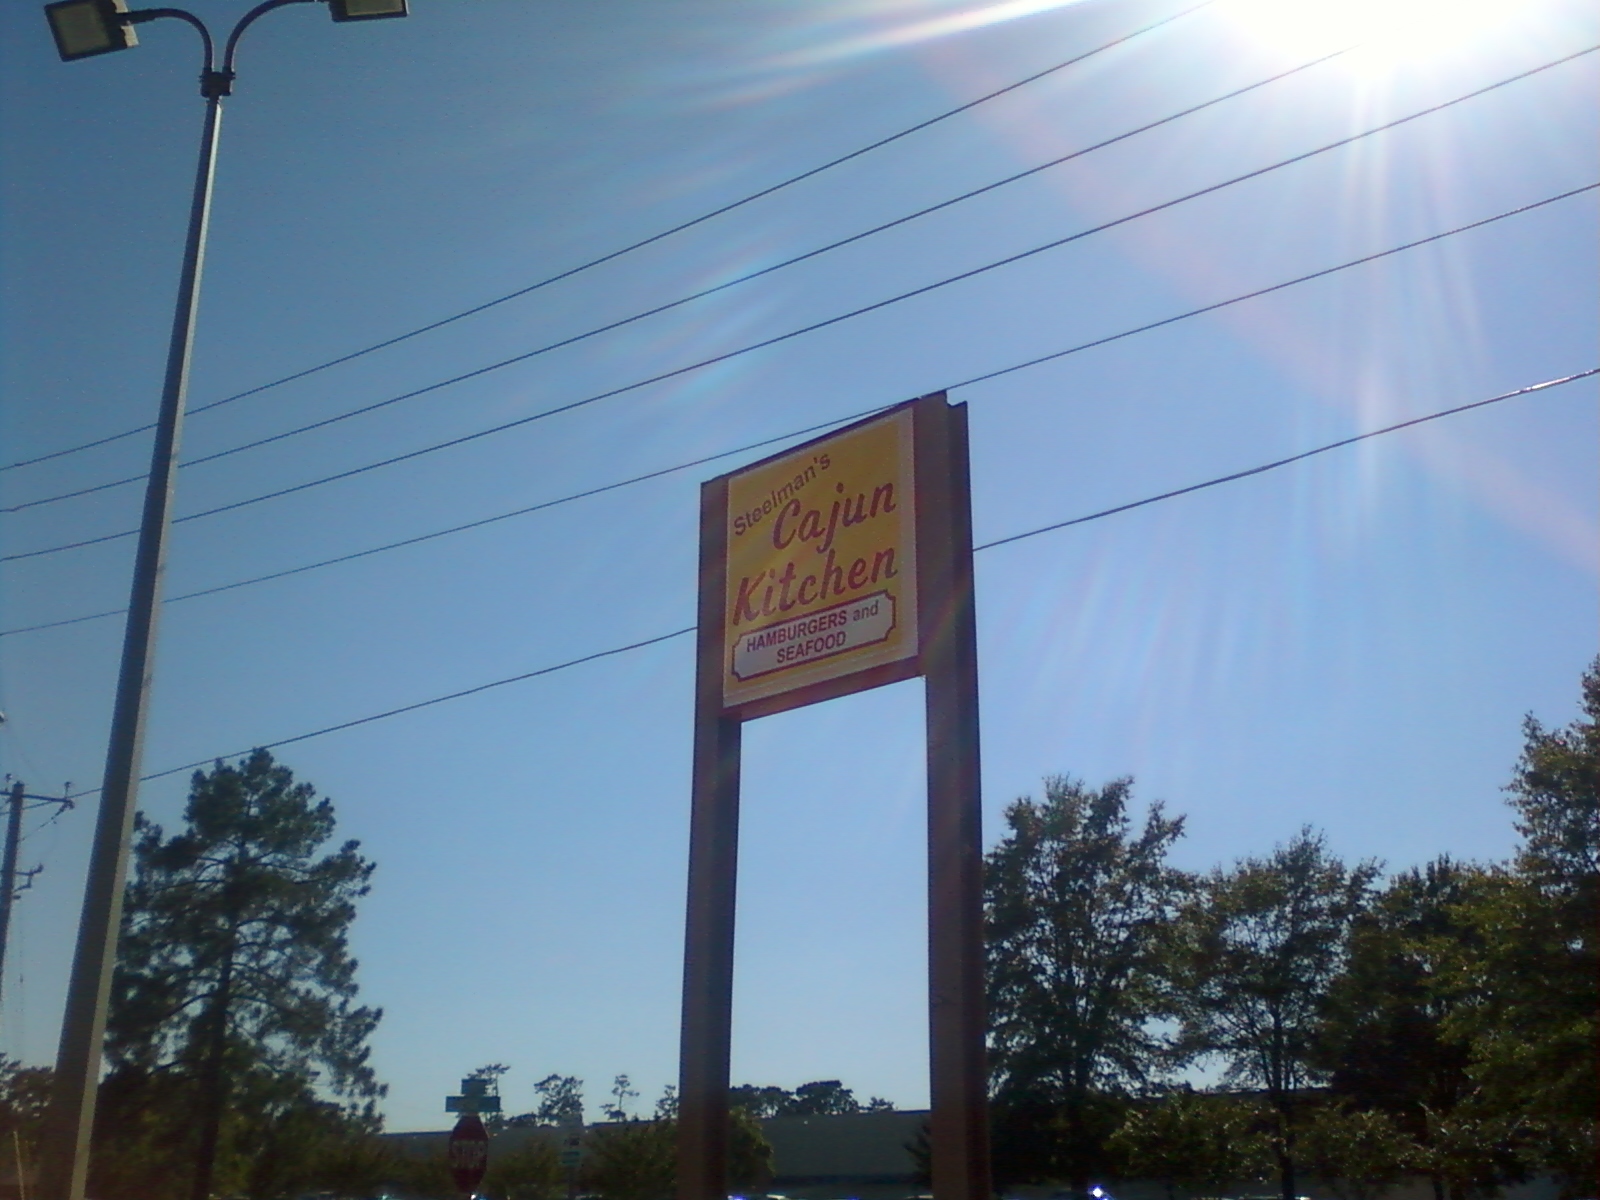 Steelman's
Cajun
Kitchen
HAMBURGERS and
SEAFOOD
STOP